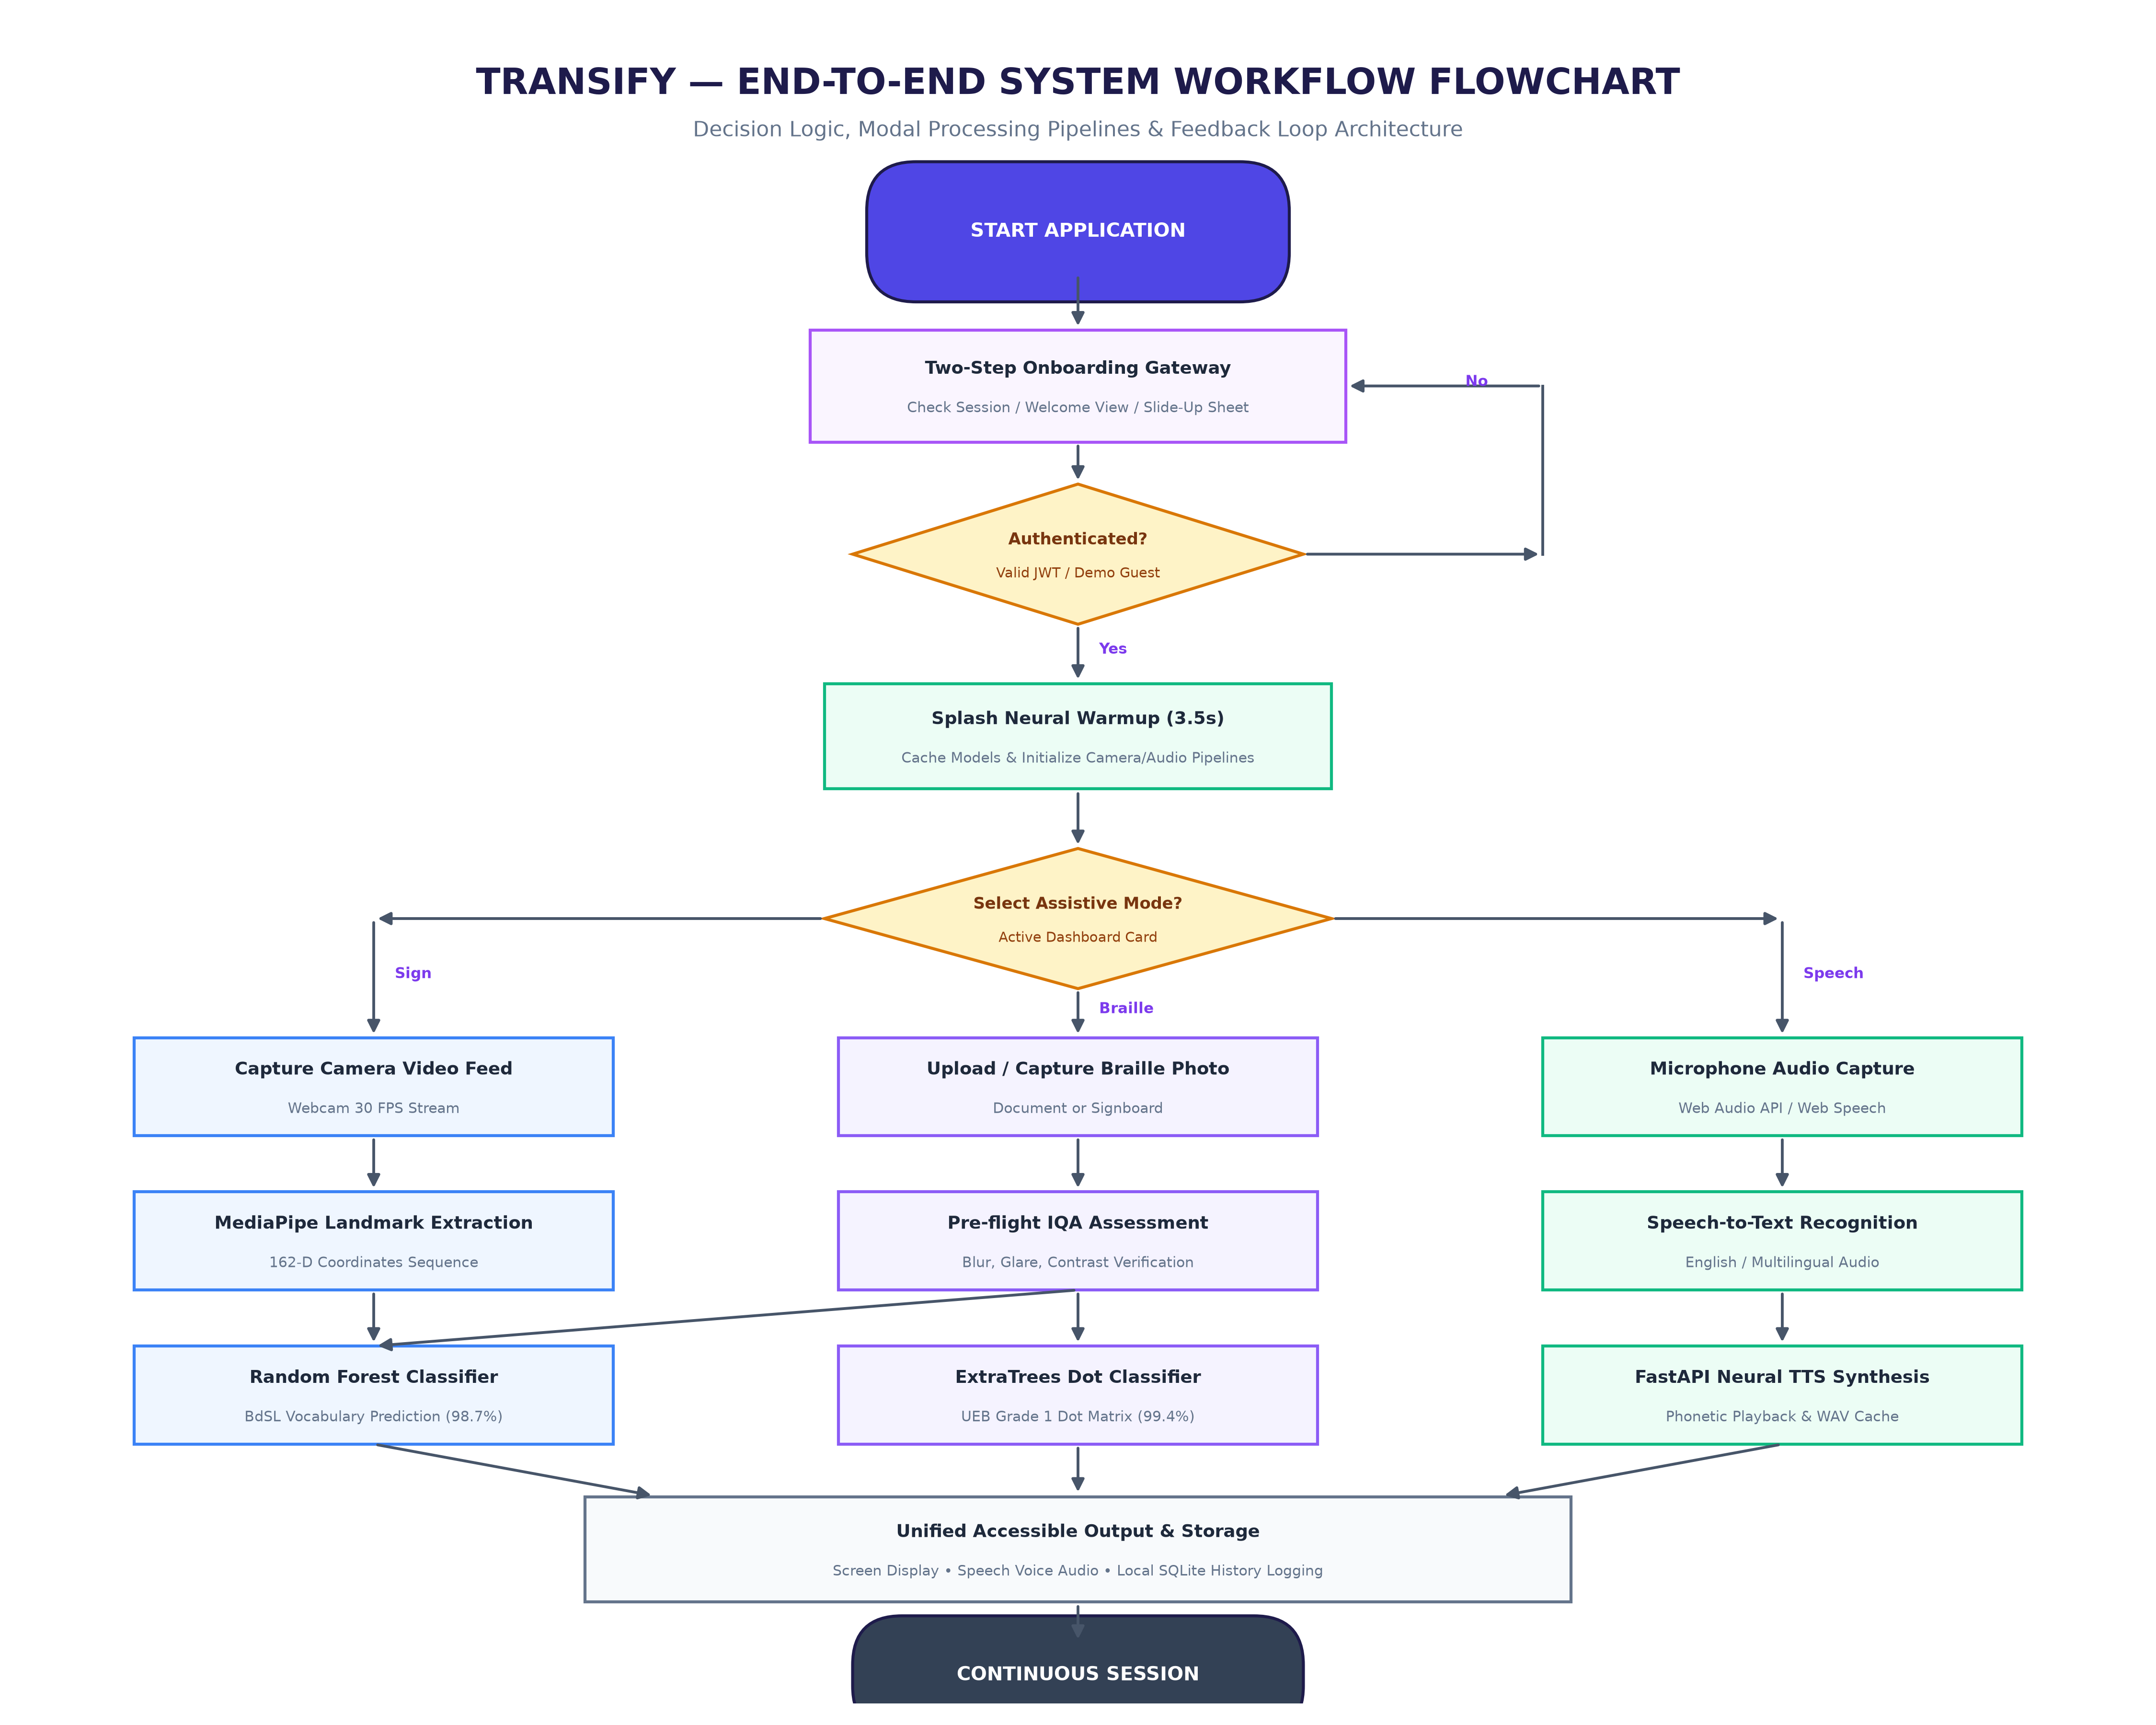 TRANSIFY — END-TO-END SYSTEM WORKFLOW FLOWCHART
Decision Logic, Modal Processing Pipelines & Feedback Loop Architecture
START APPLICATION
Two-Step Onboarding Gateway
Check Session / Welcome View / Slide-Up Sheet
No
Authenticated?
Valid JWT / Demo Guest
Yes
Splash Neural Warmup (3.5s)
Cache Models & Initialize Camera/Audio Pipelines
Select Assistive Mode?
Active Dashboard Card
Sign
Braille
Speech
Capture Camera Video Feed
Webcam 30 FPS Stream
Upload / Capture Braille Photo
Document or Signboard
Microphone Audio Capture
Web Audio API / Web Speech
MediaPipe Landmark Extraction
162-D Coordinates Sequence
Pre-flight IQA Assessment
Blur, Glare, Contrast Verification
Speech-to-Text Recognition
English / Multilingual Audio
Random Forest Classifier
BdSL Vocabulary Prediction (98.7%)
ExtraTrees Dot Classifier
UEB Grade 1 Dot Matrix (99.4%)
FastAPI Neural TTS Synthesis
Phonetic Playback & WAV Cache
Unified Accessible Output & Storage
Screen Display • Speech Voice Audio • Local SQLite History Logging
CONTINUOUS SESSION